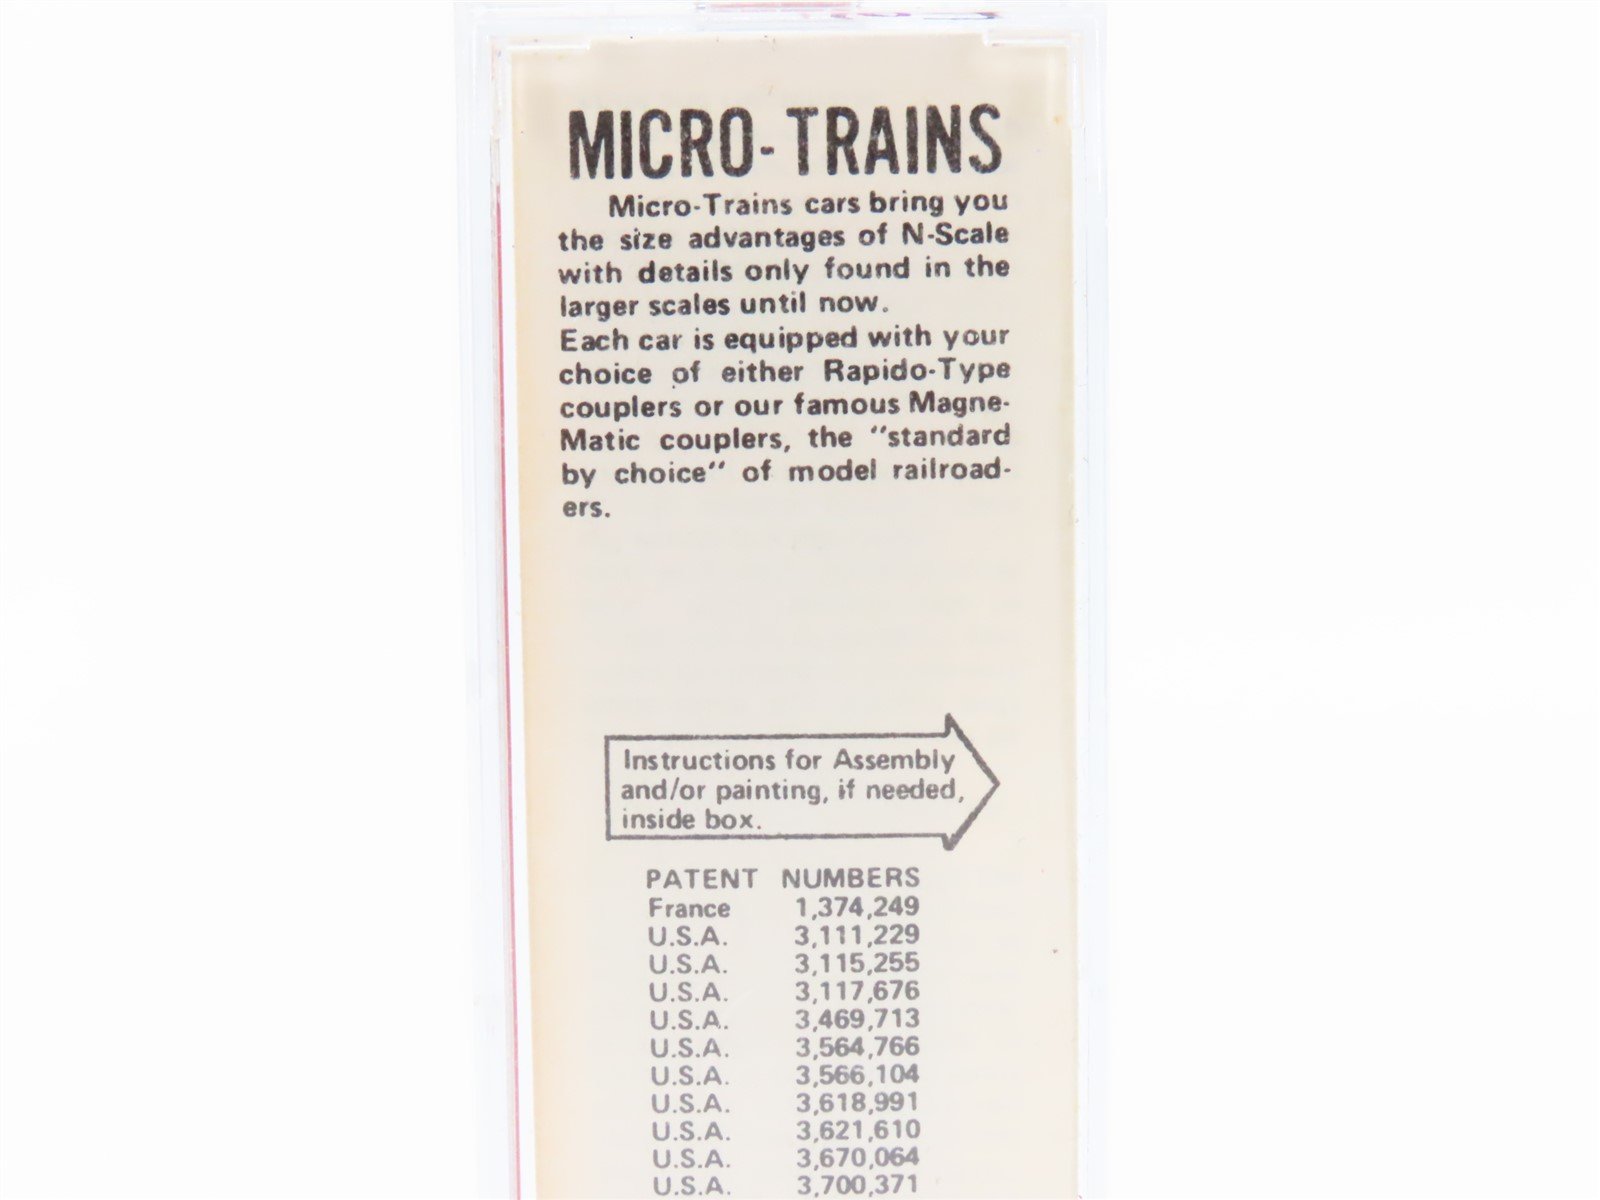 MICRO-TRAINS
Micro-Trains cars bring you
the size advantages of N-Scale
with details only found in the
larger scales until now.
Each car is equipped with your
choice of either Rapido-Type
couplers or our famous Magne-
Matic couplers, the "standard
by choice" of model railroad-
ers.
Instructions for Assembly
and/or painting, if needed,
inside box.
PATENT NUMBERS
France 1,374,249
U.S.A. 3,111,229
U.S.A. 3,115,255
U.S.A. 3,117,676
U.S.A. 3,469,713
U.S.A. 3,564,766
U.S.A. 3,566,104
U.S.A. 3,618,991
U.S.A. 3,621,610
U.S.A. 3,670,064
U.S.A. 3,700,371